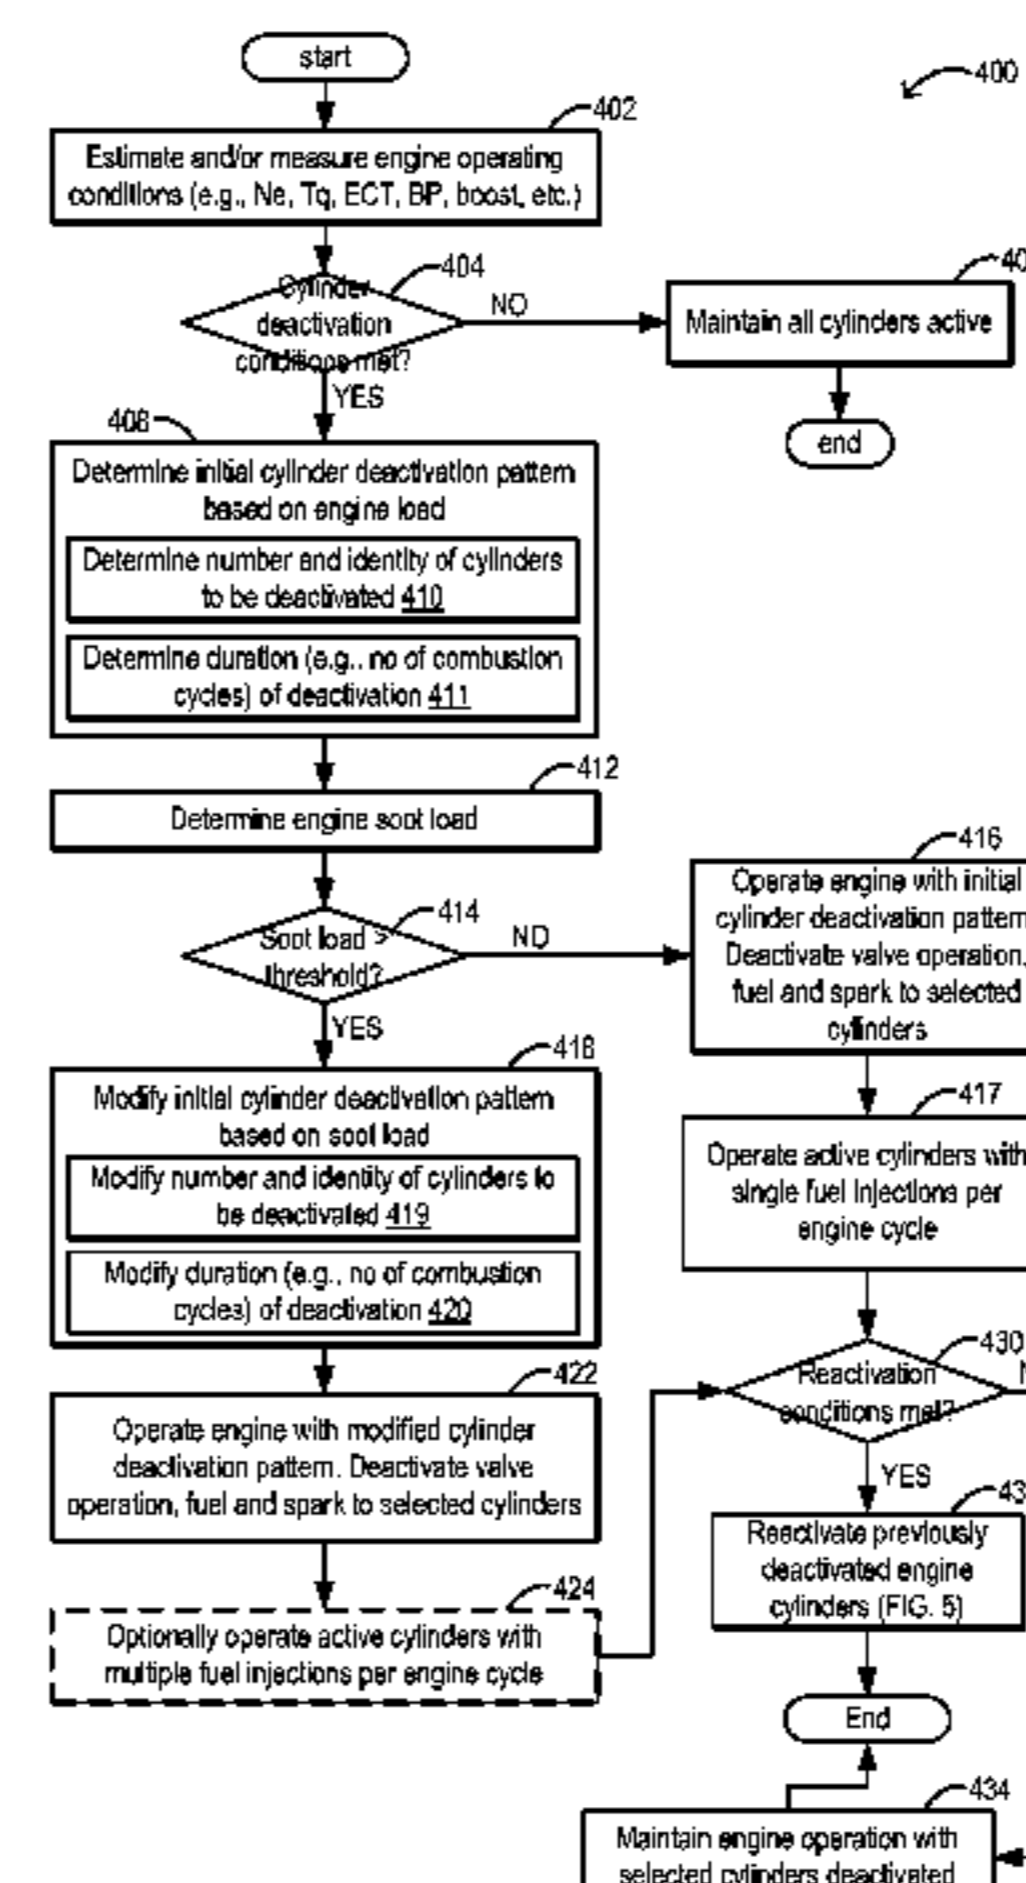 start
400
402
Estimate and/or measure engine operating
conditions (e.g., Ne, Tq, ECT, BP, boost, etc.)
404
Cylinder
deactivation
conditions met?
NO
40
Maintain all cylinders active
end
YES
408
Determine initial cylinder deactivation pattern
based on engine load
Determine number and identity of cylinders
to be deactivated 410
Determine duration (e.g., no of combustion
cycles) of deactivation 411
412
Determine engine soot load
414
Soot load >
threshold?
NO
416
Operate engine with initial
cylinder deactivation pattern
Deactivate valve operation,
fuel and spark to selected
cylinders
YES
418
Modify initial cylinder deactivation pattern
based on soot load
Modify number and identity of cylinders to
be deactivated 419
Modify duration (e.g., no of combustion
cycles) of deactivation 420
417
Operate active cylinders with
single fuel injections per
engine cycle
422
Operate engine with modified cylinder
deactivation pattern. Deactivate valve
operation, fuel and spark to selected cylinders
424
Optionally operate active cylinders with
multiple fuel injections per engine cycle
430
Reactivation
conditions met?
YES
43
Reactivate previously
deactivated engine
cylinders (FIG. 5)
End
434
Maintain engine operation with
selected cylinders deactivated